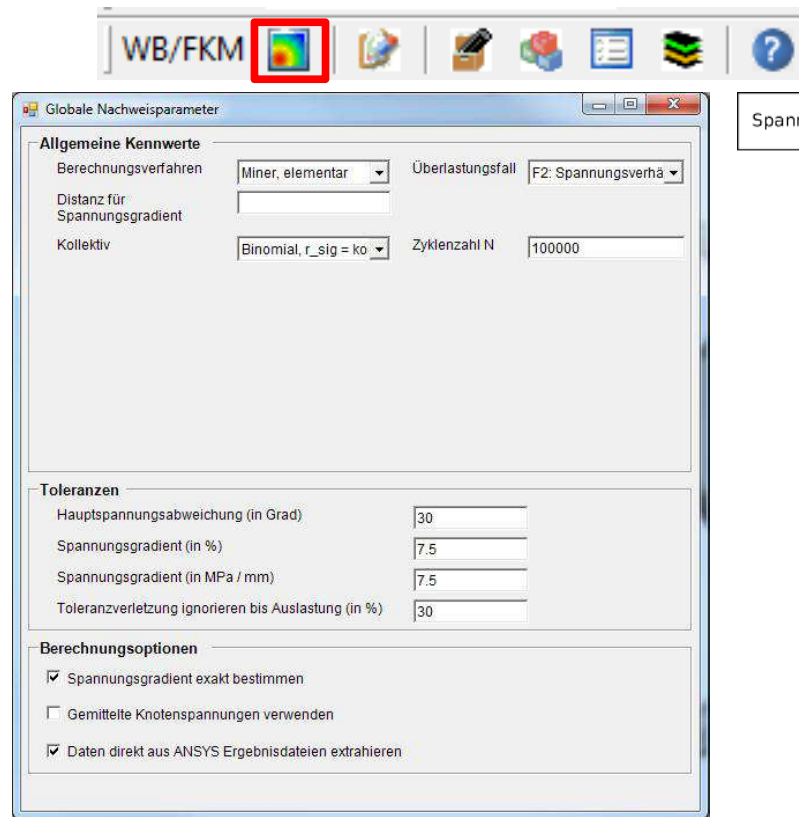 WB/FKM
Globale Nachweisparameter
Spann
Allgemeine Kennwerte
Berechnungsverfahren Miner, elementar Überlastungsfall F2: Spannungsverhä
Distanz für
Spannungsgradient
Kollektiv Binomial, r_sig = ko Zyklenzahl N 100000
Toleranzen
Hauptspannungsabweichung (in Grad) 30
Spannungsgradient (in %) 7.5
Spannungsgradient (in MPa / mm) 7.5
Toleranzverletzung ignorieren bis Auslastung (in %) 30
Berechnungsoptionen
Spannungsgradient exakt bestimmen
Gemittelte Knotenspannungen verwenden
Daten direkt aus ANSYS Ergebnisdateien extrahieren